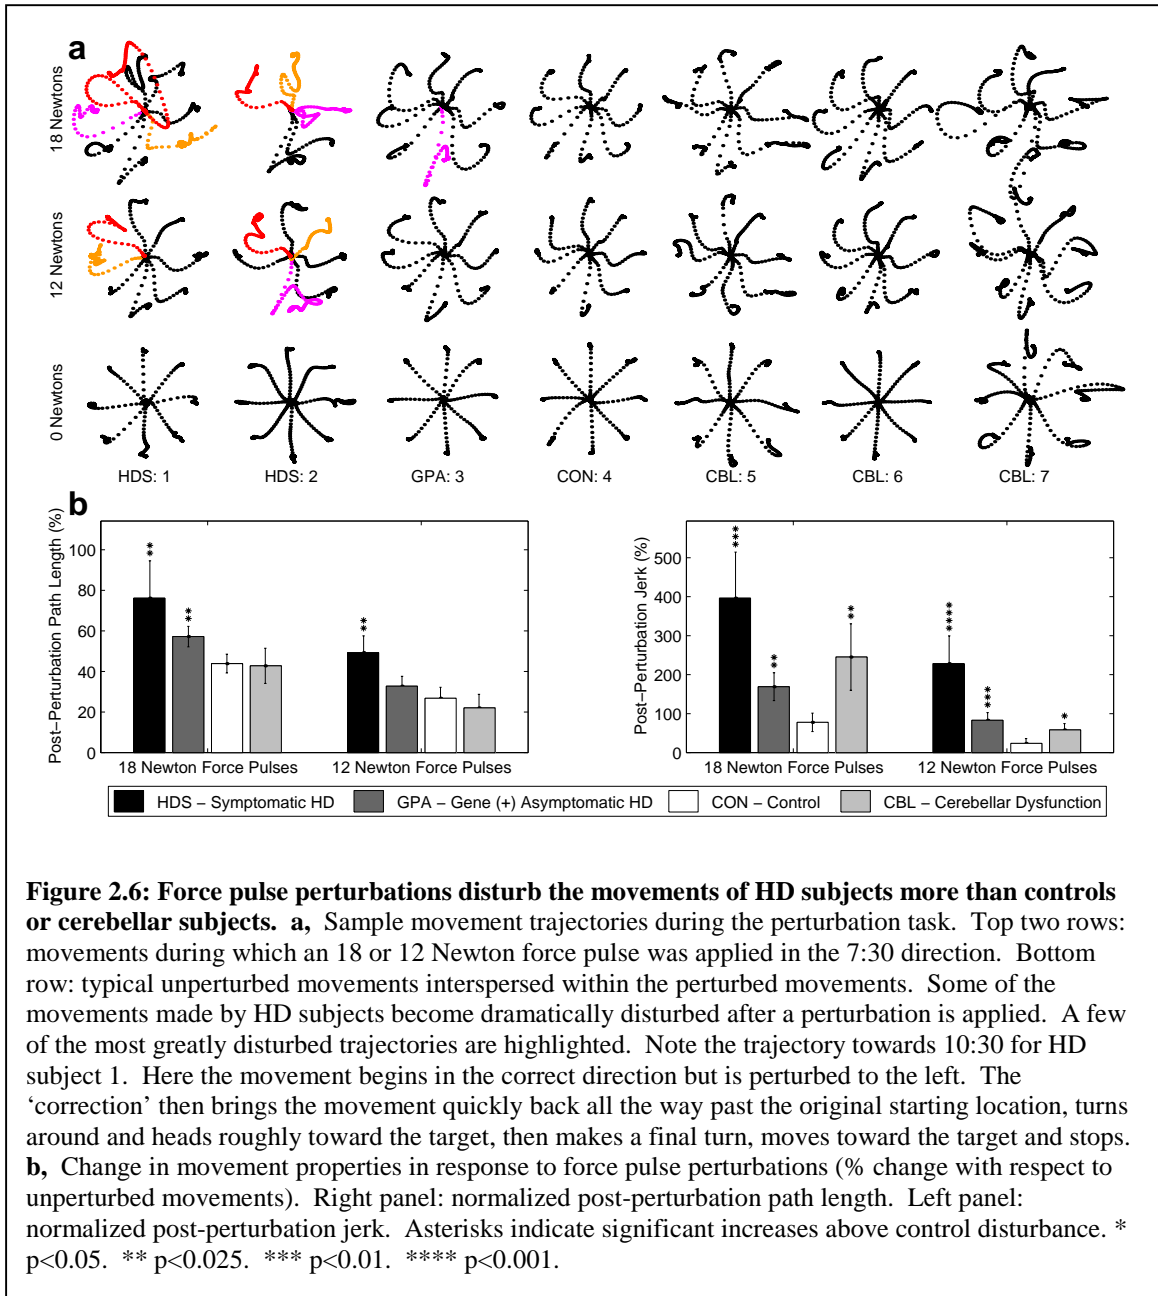 a
18 Newtons
12 Newtons
0 Newtons
HDS: 1 HDS: 2 GPA: 3 CON: 4 CBL: 5 CBL: 6 CBL: 7
b
Post−Perturbation Path Length (%)
100
80
60
40
20
0
**
**
**
18 Newton Force Pulses 12 Newton Force Pulses
Post−Perturbation Jerk (%)
500
400
300
200
100
0
***
**
**
****
***
*
18 Newton Force Pulses 12 Newton Force Pulses
HDS − Symptomatic HD GPA − Gene (+) Asymptomatic HD CON − Control CBL − Cerebellar Dysfunction
Figure 2.6: Force pulse perturbations disturb the movements of HD subjects more than controls
or cerebellar subjects. a, Sample movement trajectories during the perturbation task. Top two rows:
movements during which an 18 or 12 Newton force pulse was applied in the 7:30 direction. Bottom
row: typical unperturbed movements interspersed within the perturbed movements. Some of the
movements made by HD subjects become dramatically disturbed after a perturbation is applied. A few
of the most greatly disturbed trajectories are highlighted. Note the trajectory towards 10:30 for HD
subject 1. Here the movement begins in the correct direction but is perturbed to the left. The
‘correction’ then brings the movement quickly back all the way past the original starting location, turns
around and heads roughly toward the target, then makes a final turn, moves toward the target and stops.
b, Change in movement properties in response to force pulse perturbations (% change with respect to
unperturbed movements). Right panel: normalized post-perturbation path length. Left panel:
normalized post-perturbation jerk. Asterisks indicate significant increases above control disturbance. *
p<0.05. ** p<0.025. *** p<0.01. **** p<0.001.